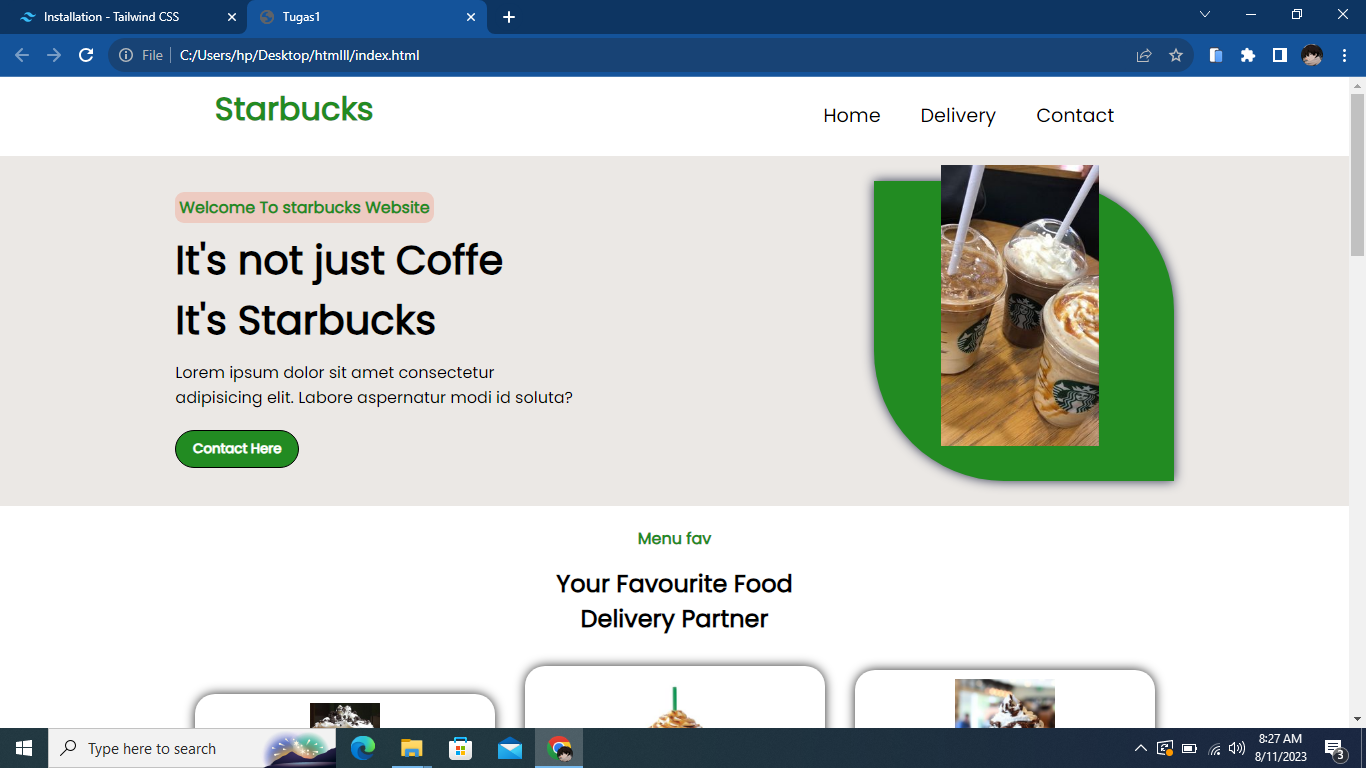 Installation - Tailwind CSS
Tugas1
File
C:/Users/hp/Desktop/htmlll/index.html
Starbucks
Home
Delivery
Contact
Welcome To starbucks Website
It's not just Coffe
It's Starbucks
Lorem ipsum dolor sit amet consectetur
adipisicing elit. Labore aspernatur modi id soluta?
Contact Here
Menu fav
Your Favourite Food
Delivery Partner
Type here to search
8:27 AM
8/11/2023
3